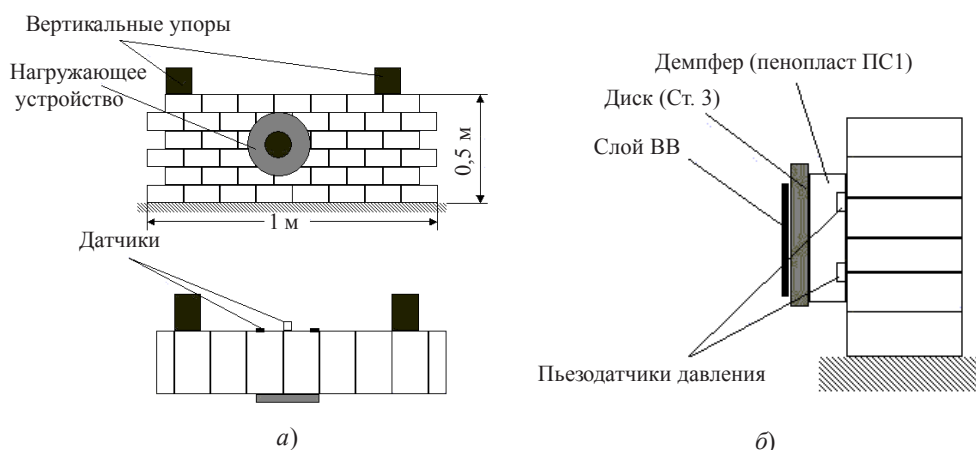 Вертикальные упоры
Нагружающее
устройство
0,5 м
1 м
Датчики
а)
Демпфер (пенопласт ПС1)
Диск (Ст. 3)
Слой ВВ
Пьезодатчики давления
б)